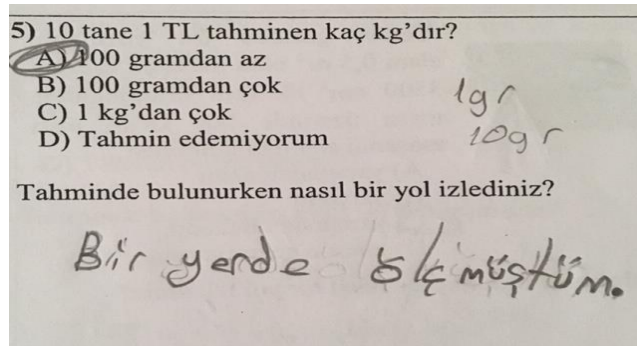 5) 10 tane 1 TL tahminen kaç kg’dır?
A) 100 gramdan az
B) 100 gramdan çok
C) 1 kg’dan çok
D) Tahmin edemiyorum
1gr
10gr
Tahminde bulunurken nasıl bir yol izlediniz?
Bir yerde ölçmüştüm.